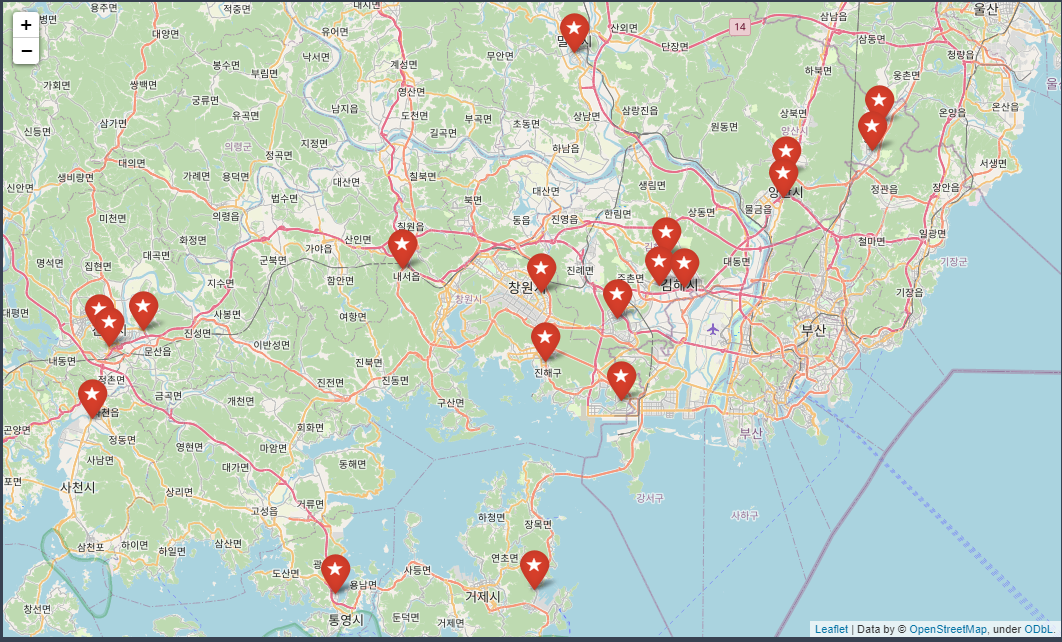 용주면
적중면
내지면
삼남읍
울산
+
−
대양면
유어면
밀양시
산외면
단장면
14
삼동면
청량읍
낙서면
계성면
무안면
봉수면
부림면
하북면
웅촌면
가회면
쌍백면
영산면
온산읍
궁류면
남지읍
도천면
부곡면
상남면
삼랑진읍
상북면
온양읍
신등면
삼가면
유곡면
길곡면
초동면
원동면
양산시
의령군
지정면
정곡면
하남읍
서생면
대의면
신안면
생비량면
가례면
용덕면
대산면
칠북면
대산면
생림면
정관읍
장안읍
법수면
북면
양산시
미천면
의령읍
동읍
진영읍
한림면
상동면
물금읍
칠원읍
화정면
산인면
가야읍
일광면
철마면
명석면
집현면
대곡면
군북면
내서읍
진례면
주촌면
대동면
기장군
지수면
함안면
창원시
김해시
기장읍
대평면
사봉면
창원시
여항면
부산
진성면
이반성면
문산읍
내동면
진북면
진해구
정촌면
진전면
진동면
금곡면
개천면
구산면
사천읍
곤양면
정동면
회화면
부산
영현면
마암면
사남면
대가면
동해면
사천시
상리면
거류면
강서구
고성읍
하청면
장목면
사하구
삼천포
하이면
하일면
삼산면
연초면
도산면
용남면
사등면
창선면
거제시
통영시
둔덕면
거제면
Leaflet | Data by © OpenStreetMap, under ODbL.